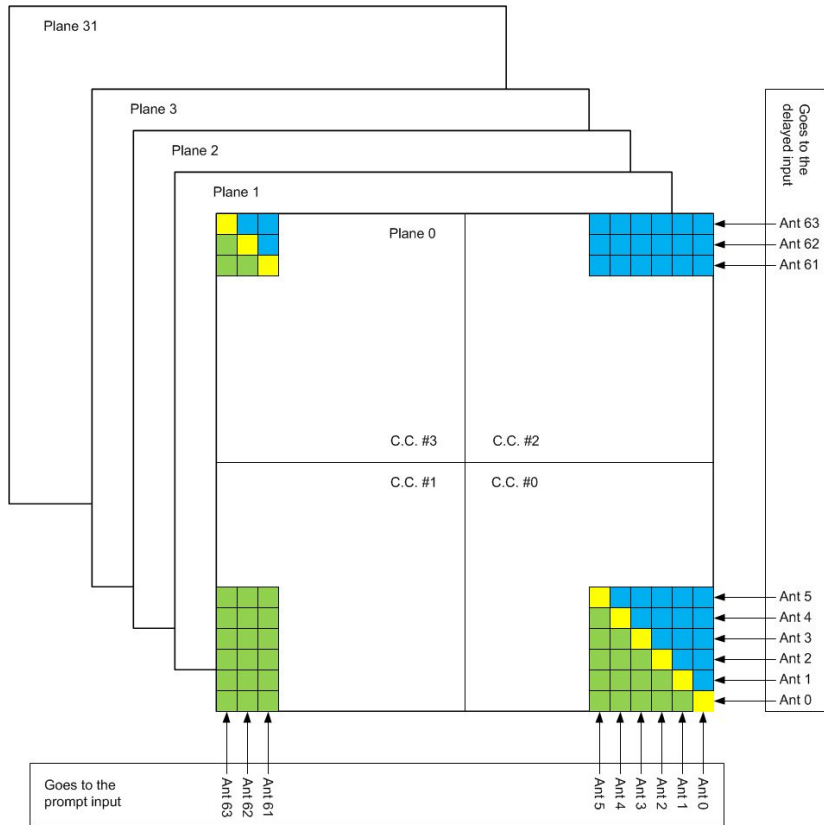 Plane 31
Plane 3
Plane 2
Plane 1
Plane 0
Goes to the
delayed input
Ant 63
Ant 62
Ant 61
C.C. #3
C.C. #2
C.C. #1
C.C. #0
Ant 5
Ant 4
Ant 3
Ant 2
Ant 1
Ant 0
Goes to the
prompt input
Ant 63
Ant 62
Ant 61
Ant 5
Ant 4
Ant 3
Ant 2
Ant 1
Ant 0